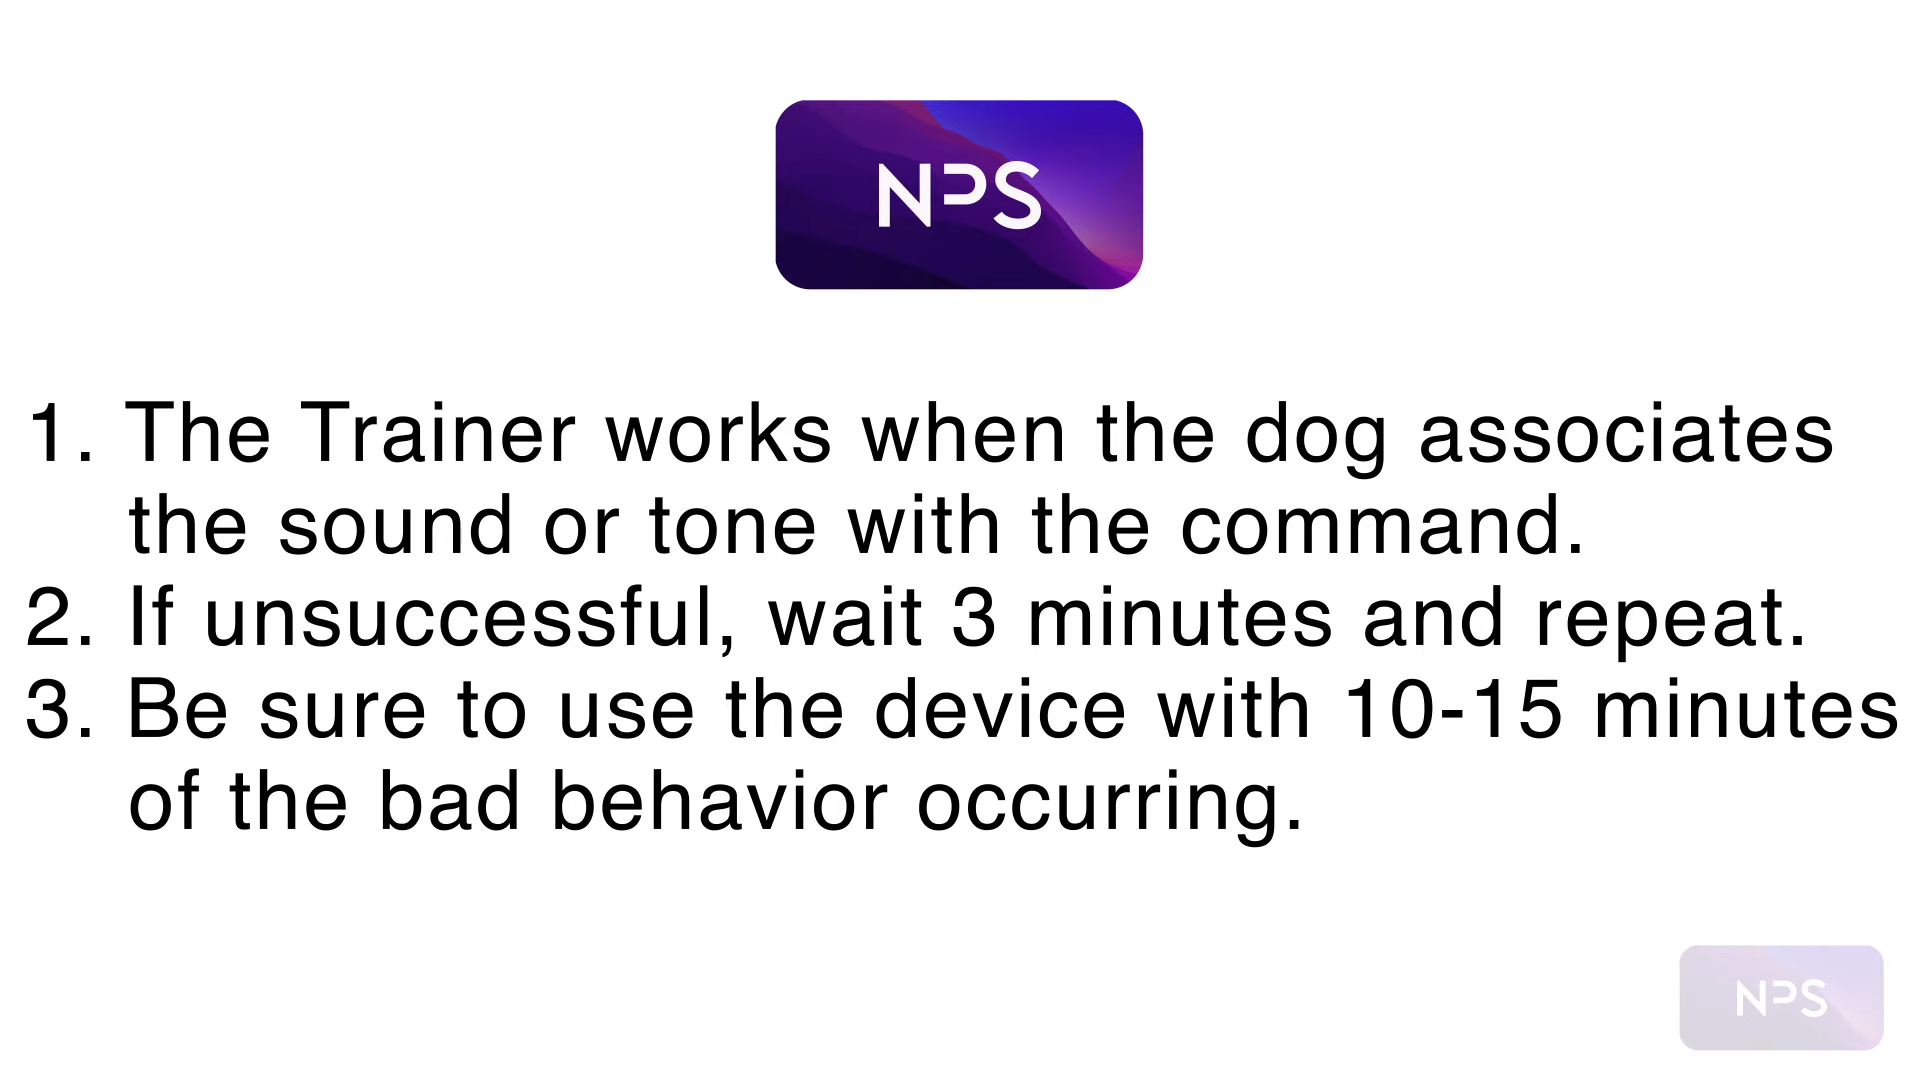 NPS
1. The Trainer works when the dog associates
the sound or tone with the command.
2. If unsuccessful, wait 3 minutes and repeat.
3. Be sure to use the device with 10-15 minutes
of the bad behavior occurring.
NPS